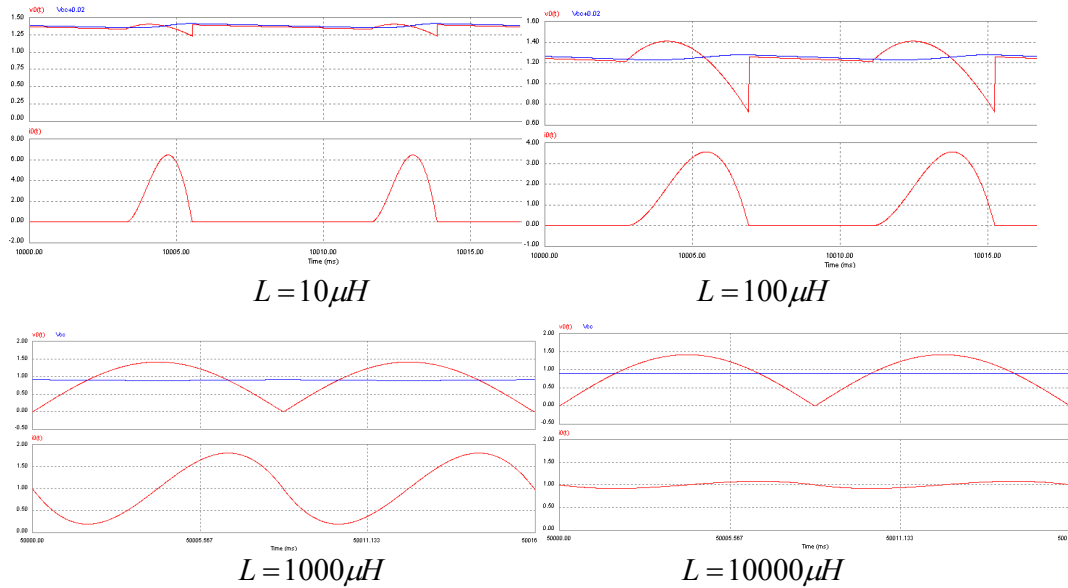 v0(t) Voc+0.02
1.50
1.25
1.00
0.75
0.50
0.25
0.00
i0(t)
8.00
6.00
4.00
2.00
0.00
-2.00
10000.00 10005.00 10010.00 10015.00
Time (ms)
L = 10μH
v0(t) Voc+0.02
1.60
1.40
1.20
1.00
0.80
0.60
i0(t)
4.00
3.00
2.00
1.00
0.00
-1.00
10000.00 10005.00 10010.00 10015.00
Time (ms)
L = 100μH
v0(t) Voc
2.00
1.50
1.00
0.50
0.00
-0.50
i0(t)
2.00
1.50
1.00
0.50
0.00
50000.00 50005.567 50011.133 50016
Time (ms)
L = 1000μH
v0(t) Voc
2.00
1.50
1.00
0.50
0.00
-0.50
i0(t)
2.00
1.50
1.00
0.50
0.00
50000.00 50005.567 50011.133 500
Time (ms)
L = 10000μH